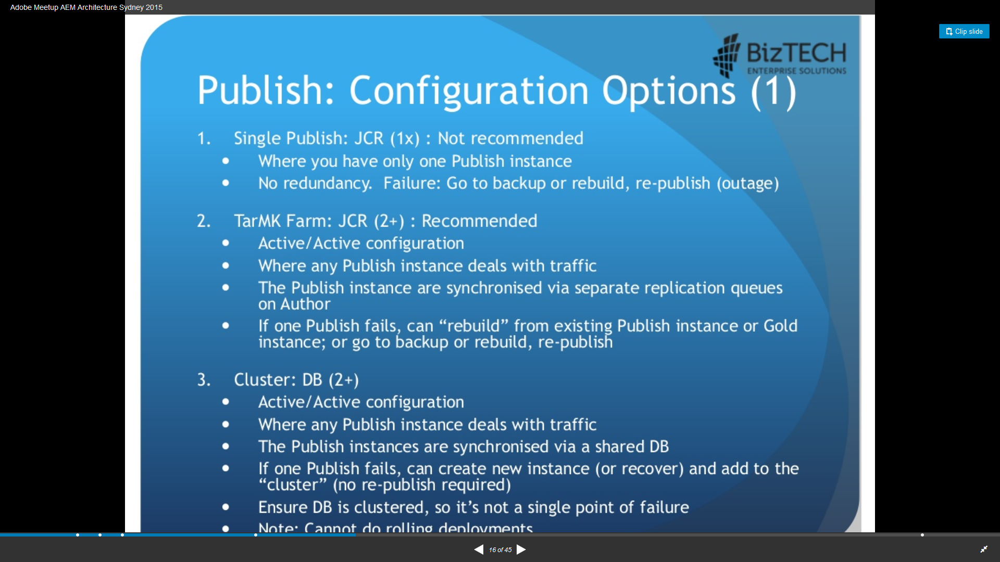 Adobe Meetup AEM Architecture Sydney 2015
Clip slide
BizTECH
ENTERPRISE SOLUTIONS
Publish: Configuration Options (1)
1. Single Publish: JCR (1x) : Not recommended
• Where you have only one Publish instance
• No redundancy. Failure: Go to backup or rebuild, re-publish (outage)
2. TarMK Farm: JCR (2+) : Recommended
• Active/Active configuration
• Where any Publish instance deals with traffic
• The Publish instance are synchronised via separate replication queues
on Author
• If one Publish fails, can “rebuild” from existing Publish instance or Gold
instance; or go to backup or rebuild, re-publish
3. Cluster: DB (2+)
• Active/Active configuration
• Where any Publish instance deals with traffic
• The Publish instances are synchronised via a shared DB
• If one Publish fails, can create new instance (or recover) and add to the
“cluster” (no re-publish required)
• Ensure DB is clustered, so it’s not a single point of failure
• Note: Cannot do rolling deployments
16 of 45